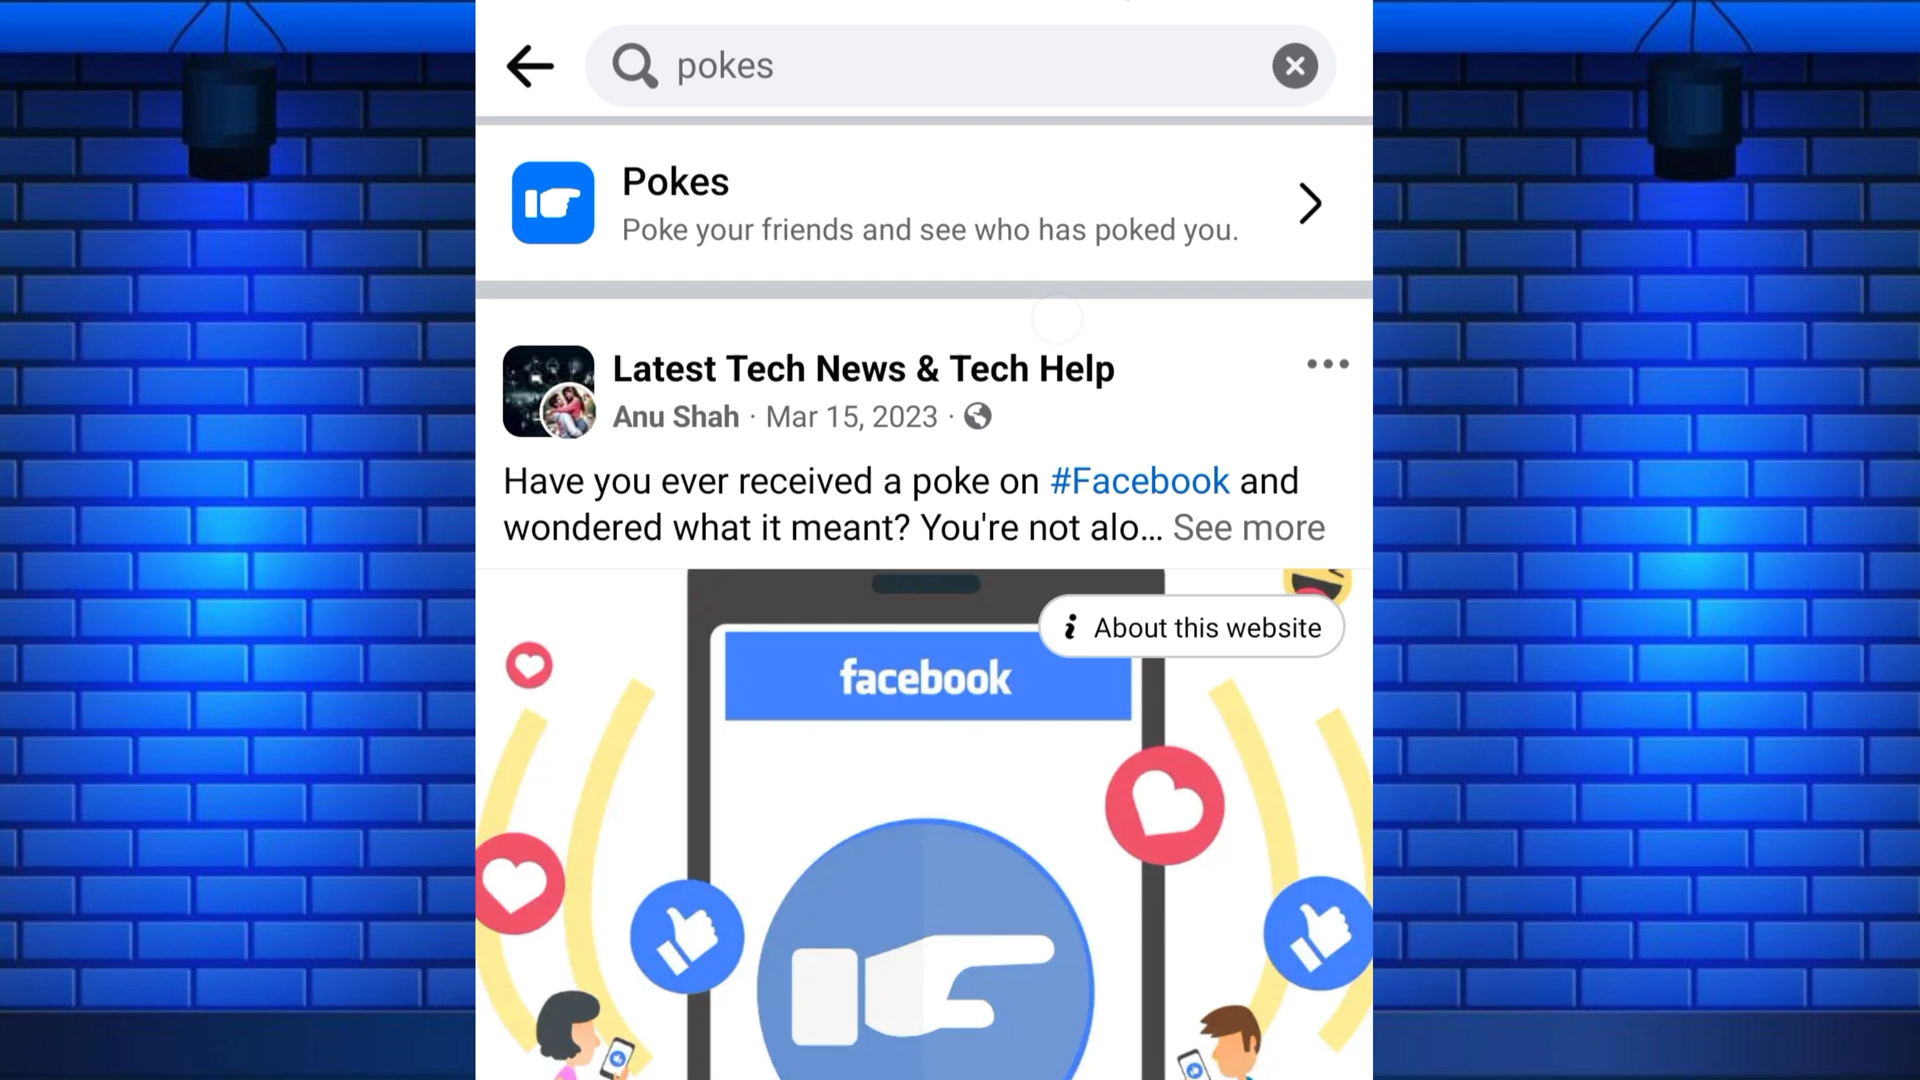 pokes
Pokes
Poke your friends and see who has poked you.
Latest Tech News & Tech Help
Anu Shah · Mar 15, 2023 ·
Have you ever received a poke on #Facebook and
wondered what it meant? You're not alo... See more
i About this website
facebook